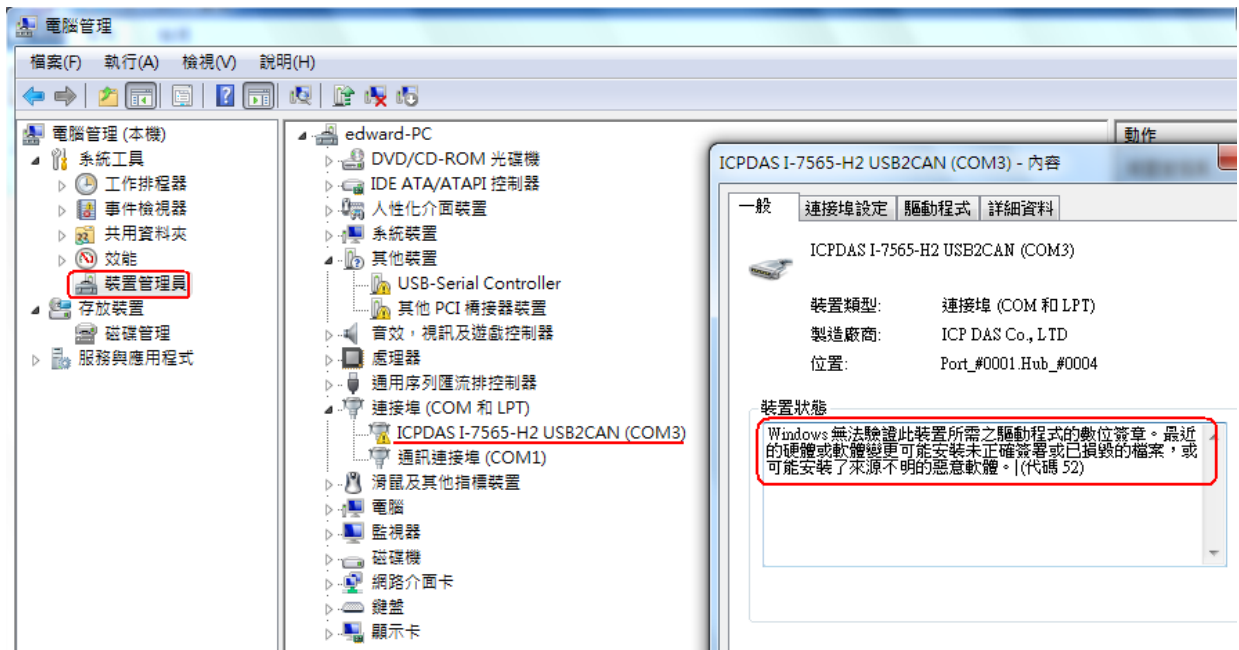 電腦管理
檔案(F) 執行(A) 檢視(V) 說明(H)
電腦管理 (本機)
系統工具
工作排程器
事件檢視器
共用資料夾
效能
裝置管理員
存放裝置
磁碟管理
服務與應用程式
edward-PC
DVD/CD-ROM 光碟機
IDE ATA/ATAPI 控制器
人性化介面裝置
系統裝置
其他裝置
USB-Serial Controller
其他 PCI 橋接器裝置
音效，視訊及遊戲控制器
處理器
通用序列匯流排控制器
連接埠 (COM 和 LPT)
ICPDAS I-7565-H2 USB2CAN (COM3)
通訊連接埠 (COM1)
滑鼠及其他指標裝置
電腦
監視器
磁碟機
網路介面卡
鍵盤
顯示卡
動作
ICPDAS I-7565-H2 USB2CAN (COM3) - 內容
一般 連接埠設定 驅動程式 詳細資料
ICPDAS I-7565-H2 USB2CAN (COM3)
裝置類型: 連接埠 (COM 和 LPT)
製造廠商: ICP DAS Co., LTD
位置: Port_#0001.Hub_#0004
裝置狀態
Windows 無法驗證此裝置所需之驅動程式的數位簽章。最近
的硬體或軟體變更可能安裝未正確簽署或已損毀的檔案，或
可能安裝了來源不明的惡意軟體。 (代碼 52)